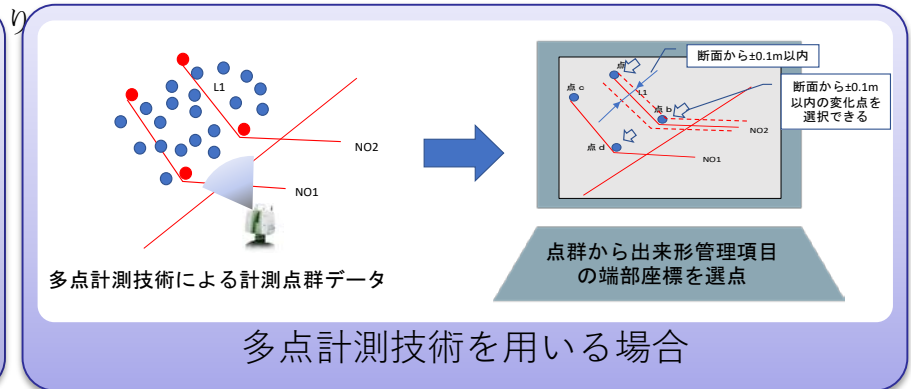 り
L1
NO2
NO1
多点計測技術による計測点群データ
断面から±0.1m以内
断面から±0.1m
以内の変化点を
選択できる
点
点 c
L1
点 b
NO2
点 d
NO1
点群から出来形管理項目
の端部座標を選点
多点計測技術を用いる場合